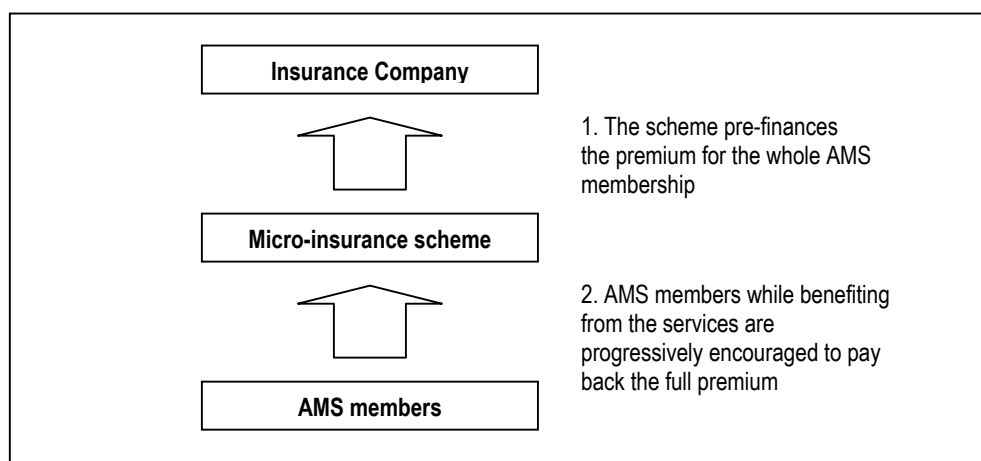 Insurance Company
1. The scheme pre-finances
the premium for the whole AMS
membership
Micro-insurance scheme
2. AMS members while benefiting
from the services are
progressively encouraged to pay
back the full premium
AMS members